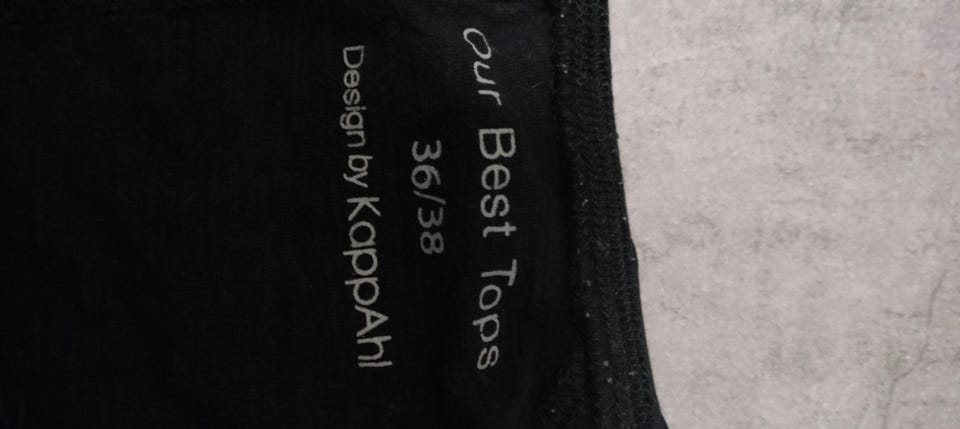 our Best Tops
36/38
Design by KappAhl